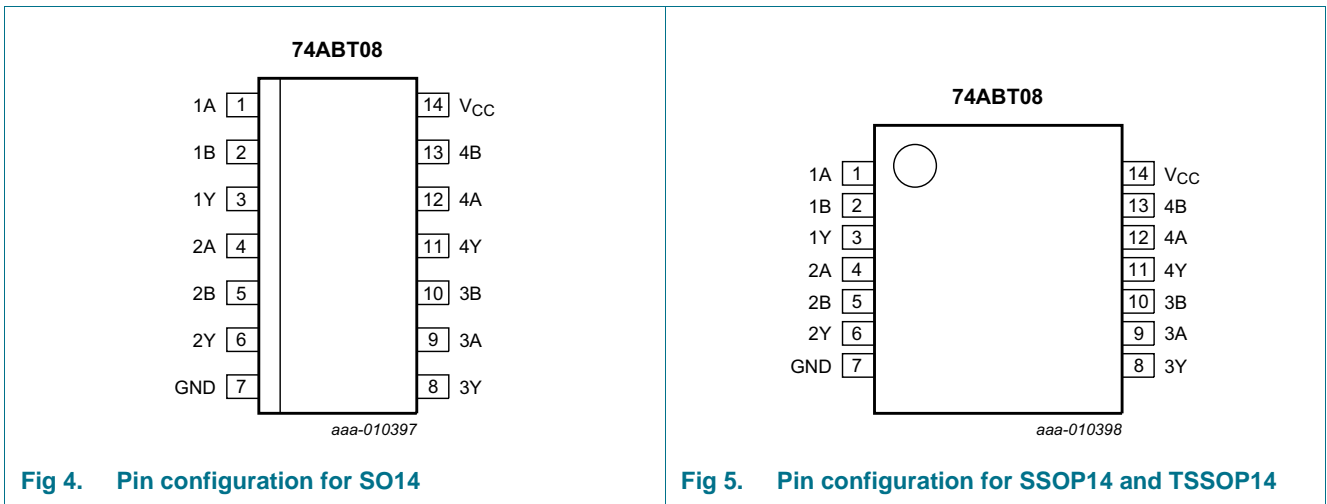 74ABT08
1A 1 14 VCC
1B 2 13 4B
1Y 3 12 4A
2A 4 11 4Y
2B 5 10 3B
2Y 6 9 3A
GND 7 8 3Y
aaa-010397
Fig 4. Pin configuration for SO14
74ABT08
1A 1 14 VCC
1B 2 13 4B
1Y 3 12 4A
2A 4 11 4Y
2B 5 10 3B
2Y 6 9 3A
GND 7 8 3Y
aaa-010398
Fig 5. Pin configuration for SSOP14 and TSSOP14